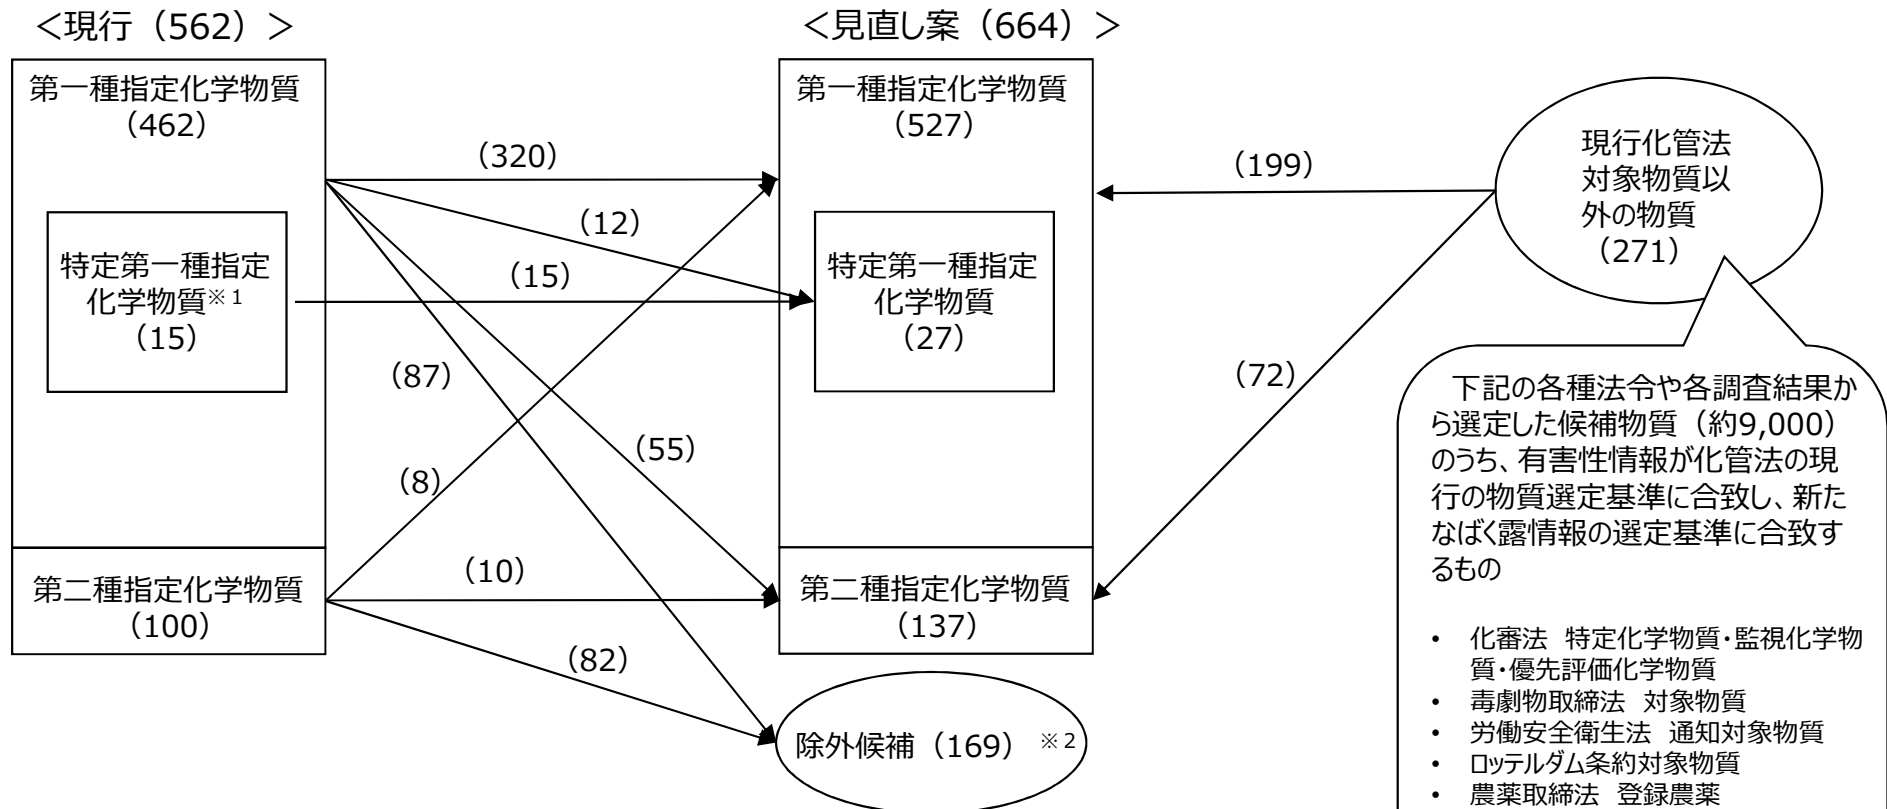 ＜現行（562）＞
第一種指定化学物質
（462）
特定第一種指定
化学物質※1
（15）
第二種指定化学物質
（100）
（320）
（12）
（15）
（87）
（55）
（8）
（10）
（82）
＜見直し案（664）＞
第一種指定化学物質
（527）
特定第一種指定
化学物質
（27）
第二種指定化学物質
（137）
除外候補（169）※2
（199）
（72）
現行化管法
対象物質以
外の物質
（271）
下記の各種法令や各調査結果か
ら選定した候補物質（約9,000）
のうち、有害性情報が化管法の現
行の物質選定基準に合致し、新た
なばく露情報の選定基準に合致す
るもの
• 化審法 特定化学物質・監視化学物
質・優先評価化学物質
• 毒劇物取締法 対象物質
• 労働安全衛生法 通知対象物質
• ロッテルダム条約対象物質
• 農薬取締法 登録農薬